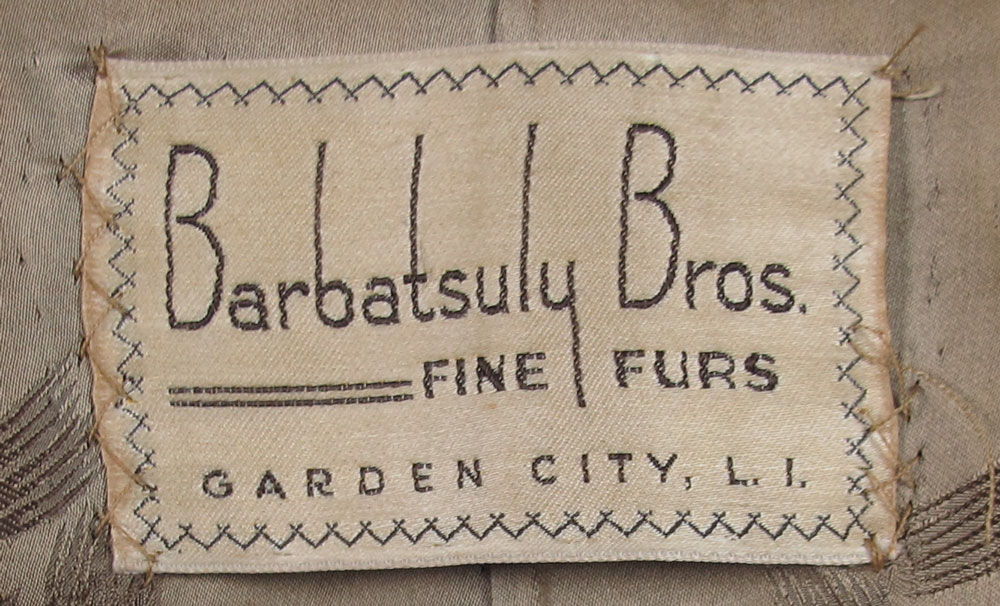 Barbatsuly Bros.
FINE FURS
GARDEN CITY, L.I.